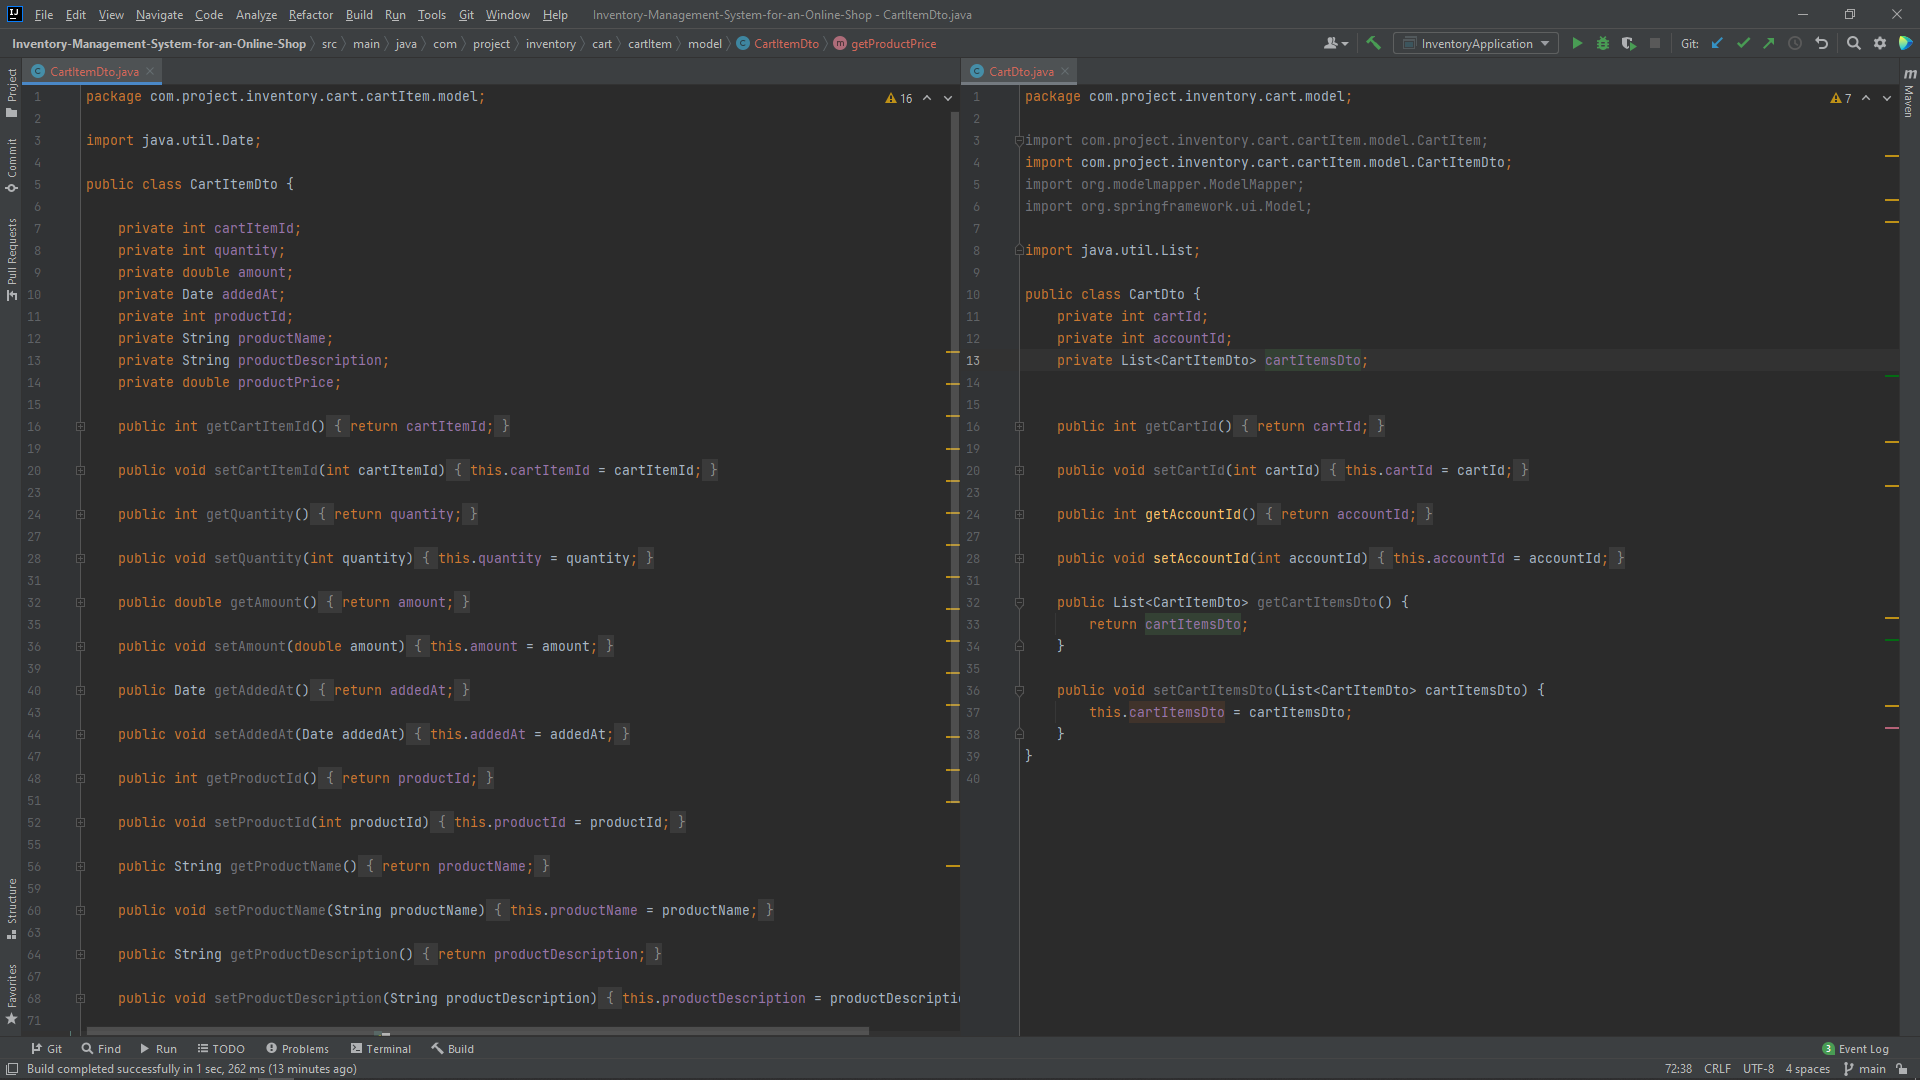 File Edit View Navigate Code Analyze Refactor Build Run Tools Git Window Help Inventory-Management-System-for-an-Online-Shop - CartItemDto.java
Inventory-Management-System-for-an-Online-Shop src main java com project inventory cart cartItem model CartItemDto getProductPrice InventoryApplication Git:
Project
Commit
Pull Requests
Structure
Favorites
CartItemDto.java
16
1 package com.project.inventory.cart.cartItem.model;
2
3 import java.util.Date;
4
5 public class CartItemDto {
6
7 private int cartItemId;
8 private int quantity;
9 private double amount;
10 private Date addedAt;
11 private int productId;
12 private String productName;
13 private String productDescription;
14 private double productPrice;
15
16 public int getCartItemId() { return cartItemId; }
19
20 public void setCartItemId(int cartItemId) { this.cartItemId = cartItemId; }
23
24 public int getQuantity() { return quantity; }
27
28 public void setQuantity(int quantity) { this.quantity = quantity; }
31
32 public double getAmount() { return amount; }
35
36 public void setAmount(double amount) { this.amount = amount; }
39
40 public Date getAddedAt() { return addedAt; }
43
44 public void setAddedAt(Date addedAt) { this.addedAt = addedAt; }
47
48 public int getProductId() { return productId; }
51
52 public void setProductId(int productId) { this.productId = productId; }
55
56 public String getProductName() { return productName; }
59
60 public void setProductName(String productName) { this.productName = productName; }
63
64 public String getProductDescription() { return productDescription; }
67
68 public void setProductDescription(String productDescription) { this.productDescription = productDescriptio
71
CartDto.java
7
1 package com.project.inventory.cart.model;
2
3 import com.project.inventory.cart.cartItem.model.CartItem;
4 import com.project.inventory.cart.cartItem.model.CartItemDto;
5 import org.modelmapper.ModelMapper;
6 import org.springframework.ui.Model;
7
8 import java.util.List;
9
10 public class CartDto {
11 private int cartId;
12 private int accountId;
13 private List<CartItemDto> cartItemsDto;
14
15
16 public int getCartId() { return cartId; }
19
20 public void setCartId(int cartId) { this.cartId = cartId; }
23
24 public int getAccountId() { return accountId; }
27
28 public void setAccountId(int accountId) { this.accountId = accountId; }
31
32 public List<CartItemDto> getCartItemsDto() {
33 return cartItemsDto;
34 }
35
36 public void setCartItemsDto(List<CartItemDto> cartItemsDto) {
37 this.cartItemsDto = cartItemsDto;
38 }
39 }
40
m Maven
Git Find Run TODO Problems Terminal Build 3 Event Log
Build completed successfully in 1 sec, 262 ms (13 minutes ago) 72:38 CRLF UTF-8 4 spaces main